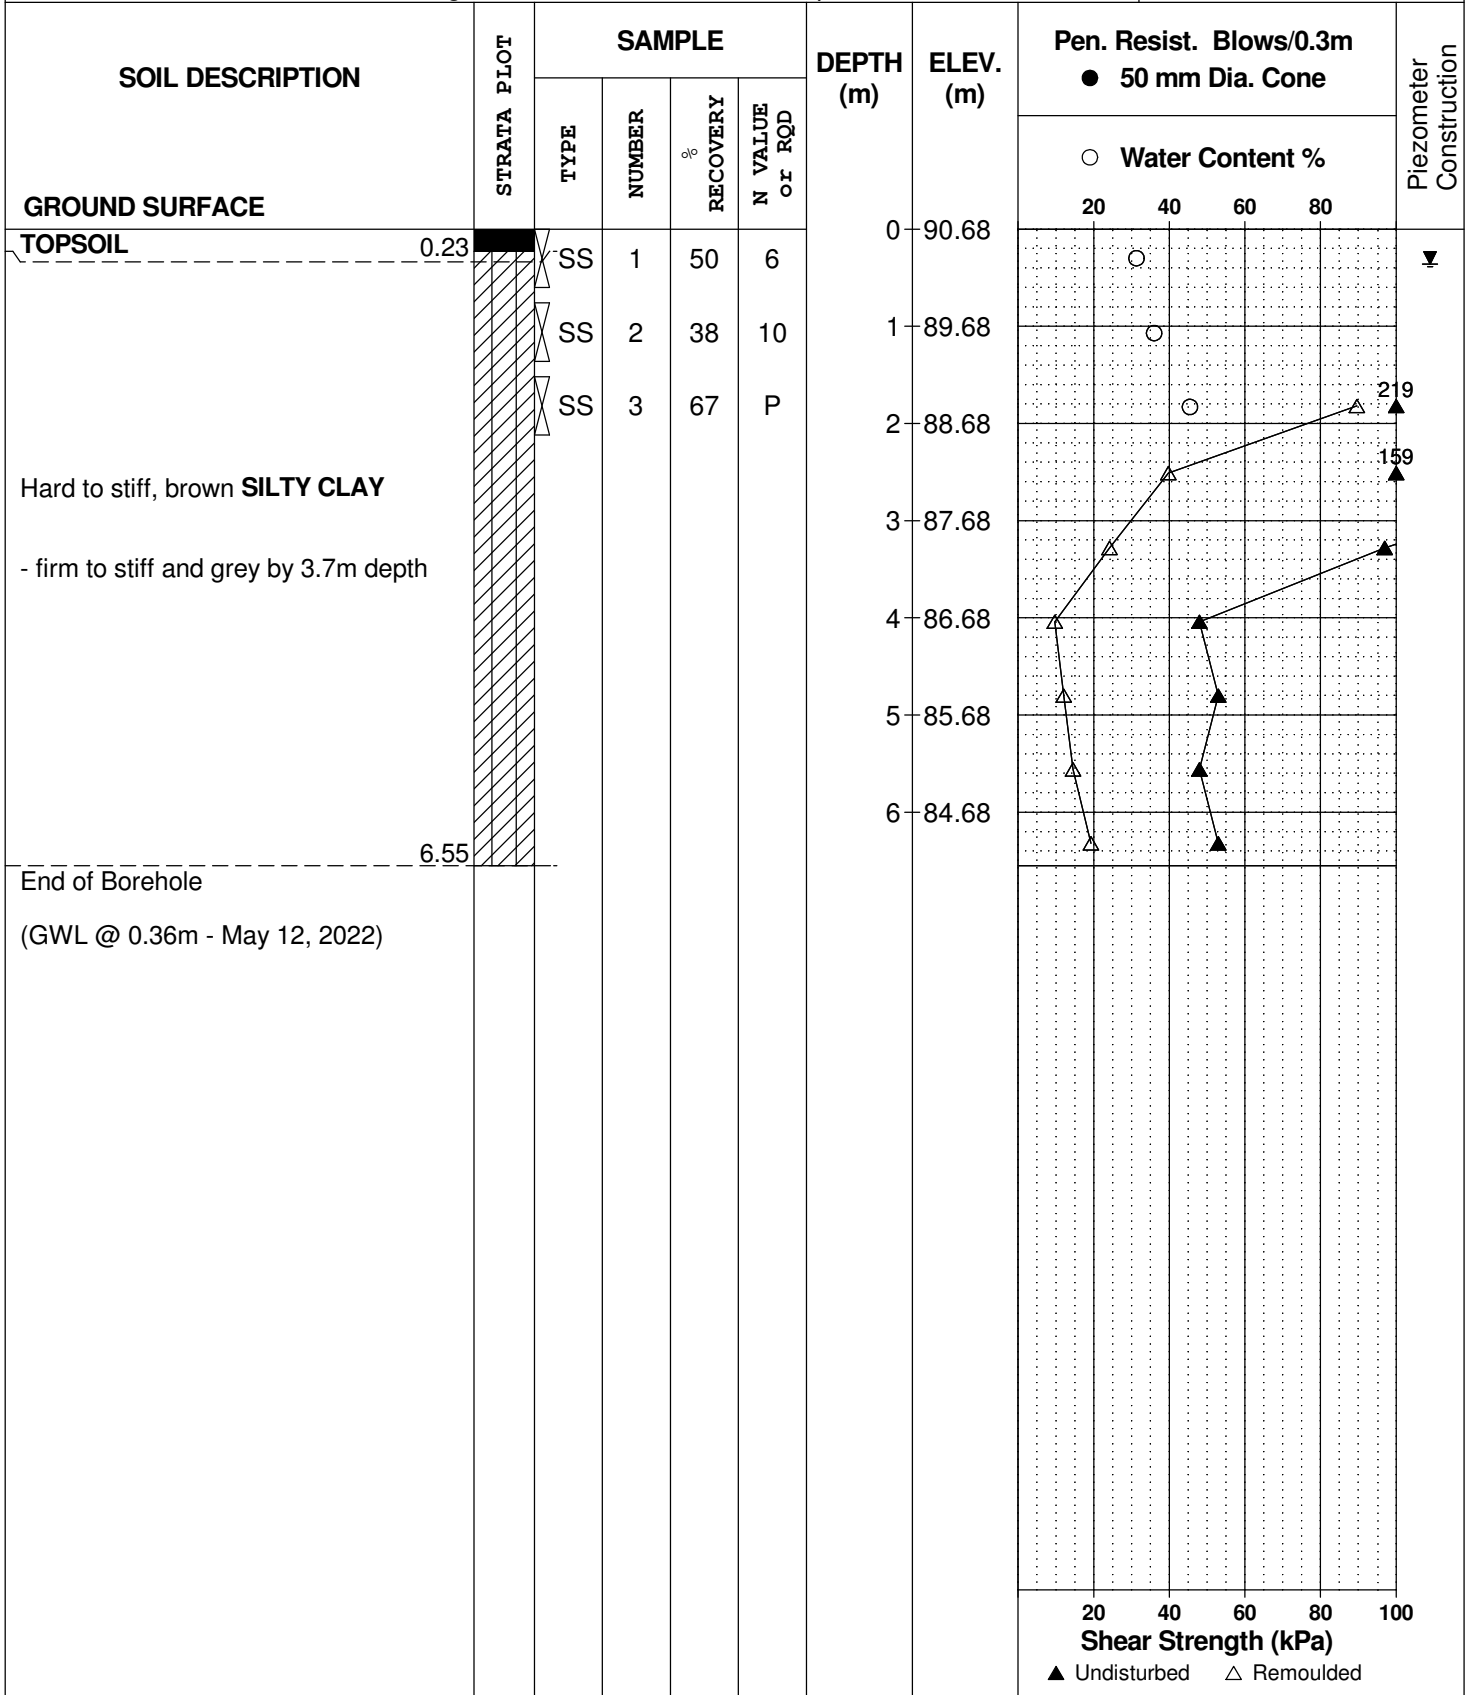 SOIL DESCRIPTION
GROUND SURFACE
STRATA PLOT
SAMPLE
TYPE
NUMBER
% RECOVERY
N VALUE or RQD
DEPTH (m)
ELEV. (m)
Pen. Resist. Blows/0.3m
● 50 mm Dia. Cone
○ Water Content %
20 40 60 80
Piezometer Construction
0 90.68
TOPSOIL 0.23
SS 1 50 6
SS 2 38 10
1 89.68
SS 3 67 P
219
2 88.68
159
Hard to stiff, brown SILTY CLAY
3 87.68
- firm to stiff and grey by 3.7m depth
4 86.68
5 85.68
6 84.68
6.55
End of Borehole
(GWL @ 0.36m - May 12, 2022)
20 40 60 80 100
Shear Strength (kPa)
▲ Undisturbed △ Remoulded